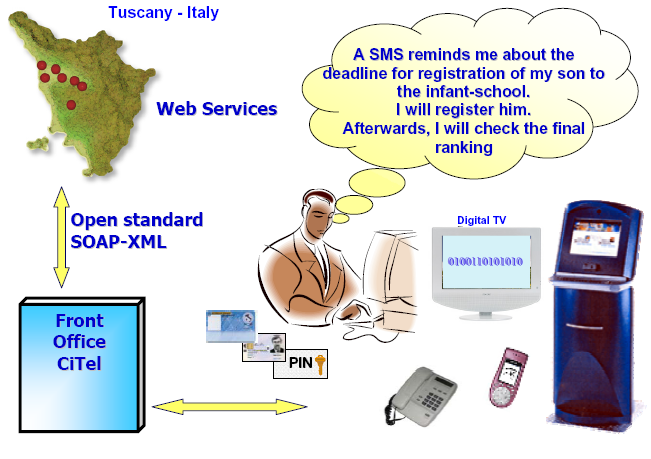 Tuscany - Italy
A SMS reminds me about the
deadline for registration of my son to
the infant-school.
I will register him.
Afterwards, I will check the final
ranking
Web Services
Open standard
SOAP-XML
Digital TV
0100110101010
Front
Office
CiTel
PIN